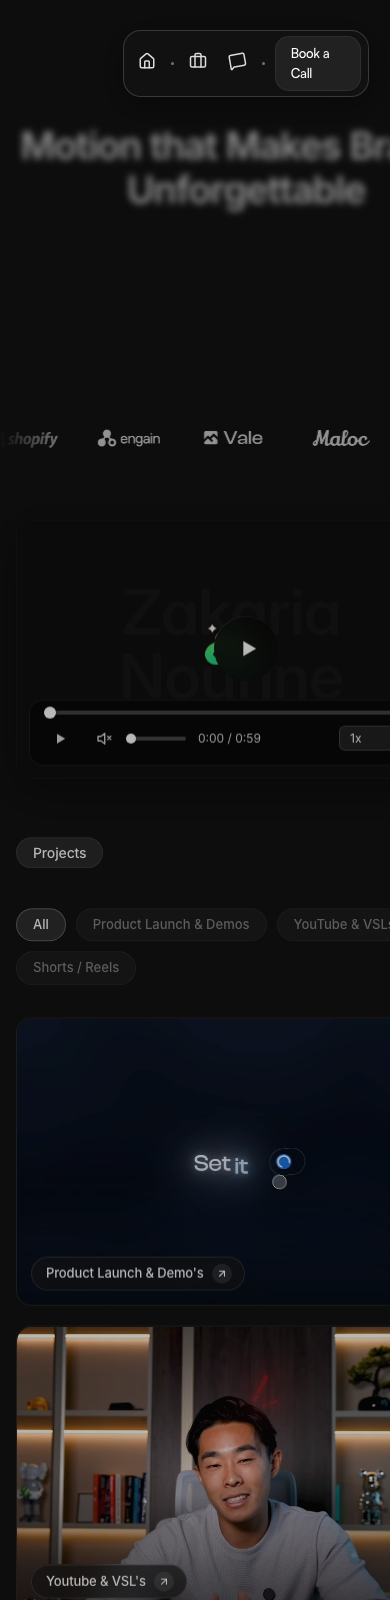 Book a
Call
Motion that Makes Bra
Unforgettable
shopify
engain
Vale
Maloc
Zakaria
Nourine
0:00 / 0:59
1x
Projects
All
Product Launch & Demos
YouTube & VSLs
Shorts / Reels
Set it
Product Launch & Demo's
Youtube & VSL's